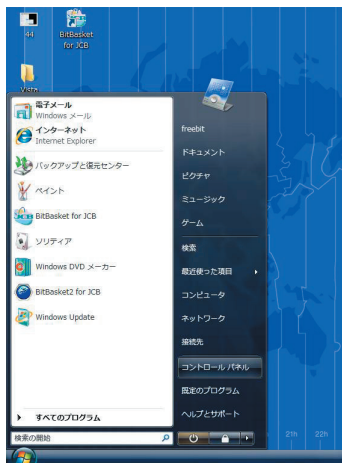 44
BitBasket
for JCB
Vista
電子メール
Windows メール
インターネット
Internet Explorer
バックアップと復元センター
ペイント
BitBasket for JCB
ソリティア
Windows DVD メーカー
BitBasket2 for JCB
Windows Update
すべてのプログラム
検索の開始
freebit
ドキュメント
ピクチャ
ミュージック
ゲーム
検索
最近使った項目
コンピュータ
ネットワーク
接続先
コントロール パネル
既定のプログラム
ヘルプとサポート
21h 22h